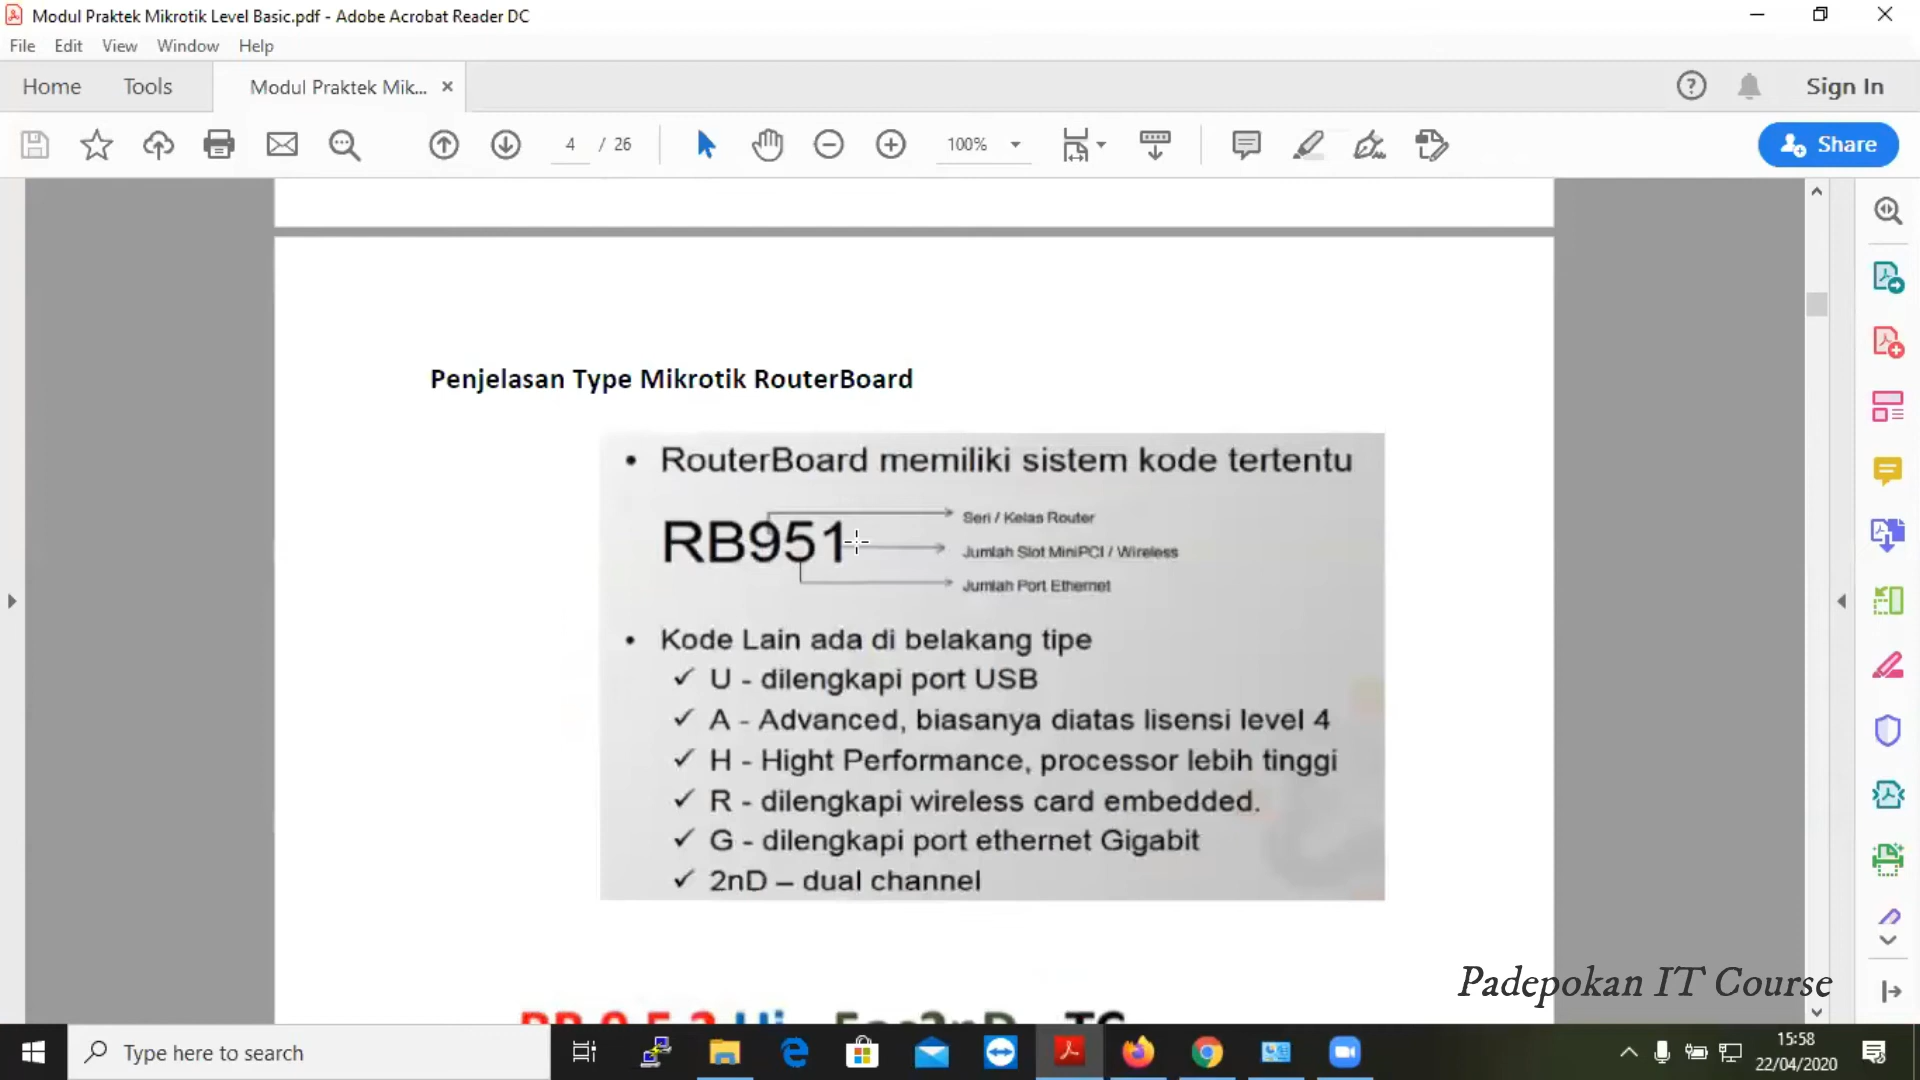 Modul Praktek Mikrotik Level Basic.pdf - Adobe Acrobat Reader DC
File Edit View Window Help
Home Tools Modul Praktek Mik... Sign In
4 / 26 100% Share
Penjelasan Type Mikrotik RouterBoard
• RouterBoard memiliki sistem kode tertentu
Seri / Kelas Router
RB951
Jumlah Slot MiniPCI / Wireless
Jumlah Port Ethernet
• Kode Lain ada di belakang tipe
✓ U - dilengkapi port USB
✓ A - Advanced, biasanya diatas lisensi level 4
✓ H - Hight Performance, processor lebih tinggi
✓ R - dilengkapi wireless card embedded.
✓ G - dilengkapi port ethernet Gigabit
✓ 2nD – dual channel
Padepokan IT Course
Type here to search
15:58
22/04/2020